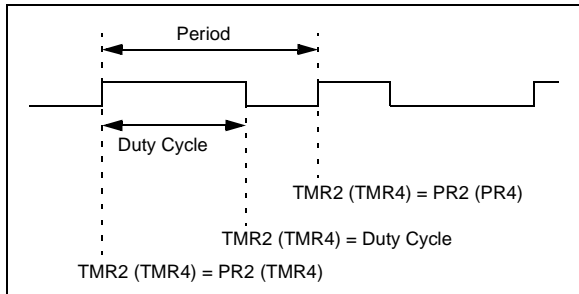 Period
Duty Cycle
TMR2 (TMR4) = PR2 (PR4)
TMR2 (TMR4) = Duty Cycle
TMR2 (TMR4) = PR2 (TMR4)